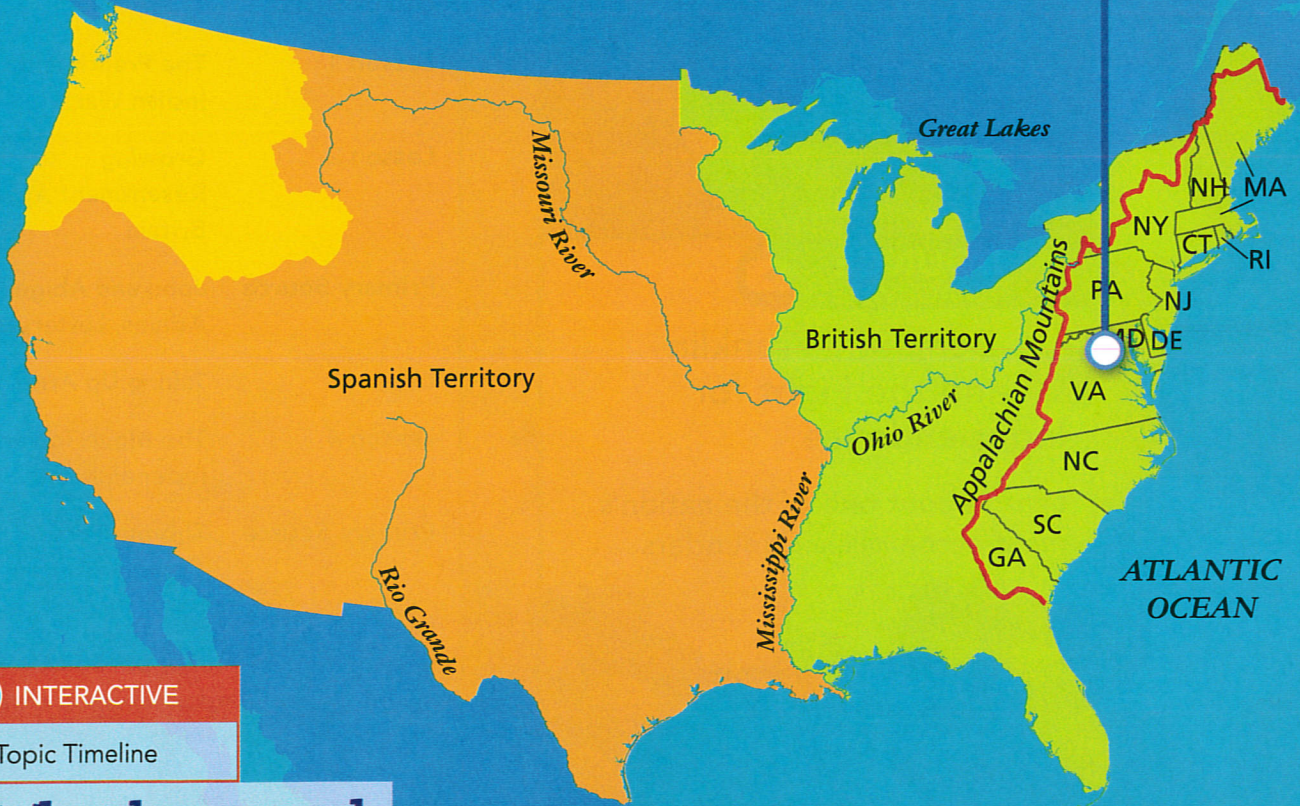 Great Lakes
Missouri River
NH
MA
NY
CT
RI
PA
NJ
MD
DE
British Territory
Appalachian Mountains
Spanish Territory
VA
Ohio River
NC
Mississippi River
SC
GA
ATLANTIC
OCEAN
Rio Grande
INTERACTIVE
Topic Timeline